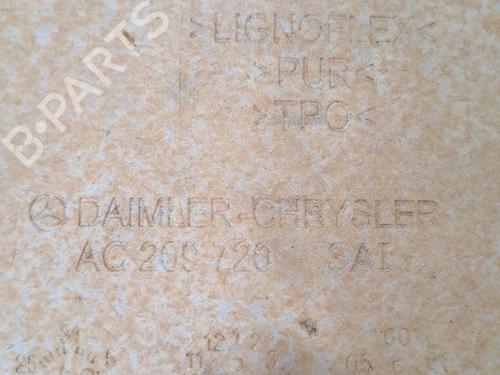 B·PARTS
>LIGNOFLEX<
>PUR<
>TPO<
DAIMLER-CHRYSLER
AC 209 720 SAI